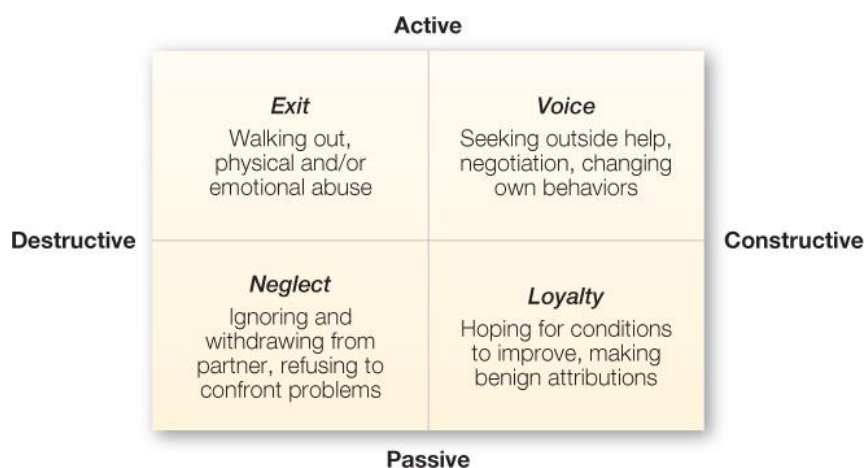 Active
Exit
Walking out,
physical and/or
emotional abuse
Voice
Seeking outside help,
negotiation, changing
own behaviors
Destructive
Constructive
Neglect
Ignoring and
withdrawing from
partner, refusing to
confront problems
Loyalty
Hoping for conditions
to improve, making
benign attributions
Passive